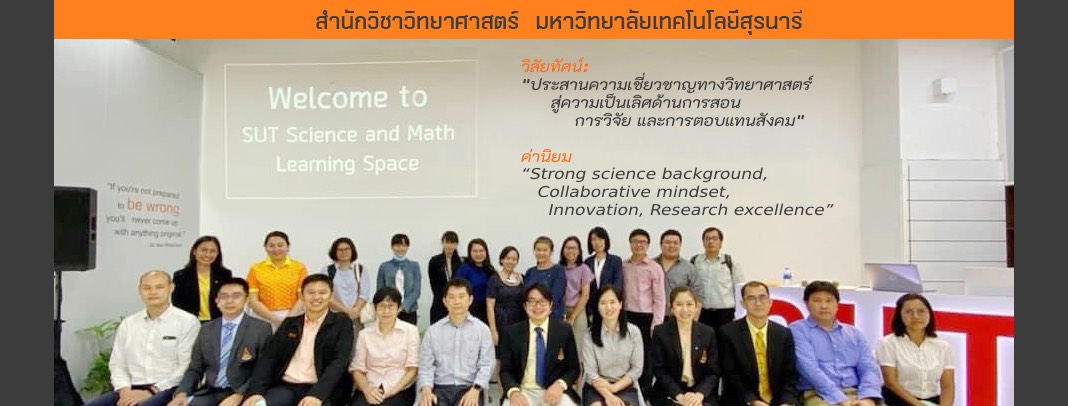 สำนักวิชาวิทยาศาสตร์ มหาวิทยาลัยเทคโนโลยีสุรนารี
Welcome to
SUT Science and Math
Learning Space
วิสัยทัศน์:
"ประสานความเชี่ยวชาญทางวิทยาศาสตร์
สู่ความเป็นเลิศด้านการสอน
การวิจัย และการตอบแทนสังคม"
ค่านิยม
“Strong science background,
Collaborative mindset,
Innovation, Research excellence”
"If you're not prepared
to be wrong,
you'll never come up
with anything original."